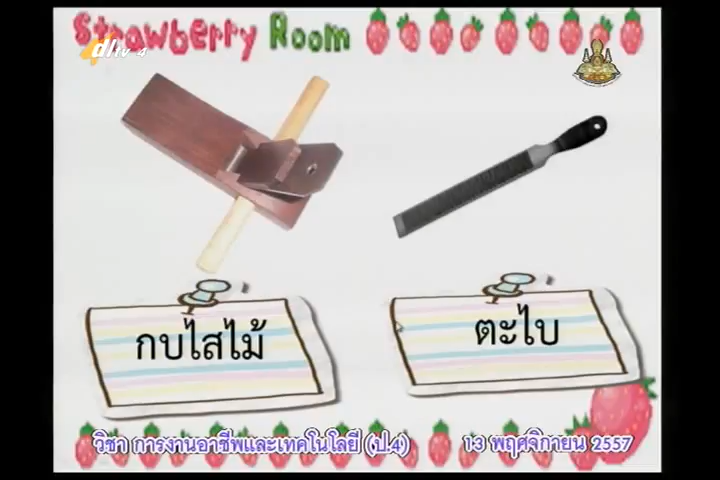 Strawberry Room
dltv 4
กบไสไม้
ตะไบ
วิชา การงานอาชีพและเทคโนโลยี (ป.4)
13 พฤศจิกายน 2557